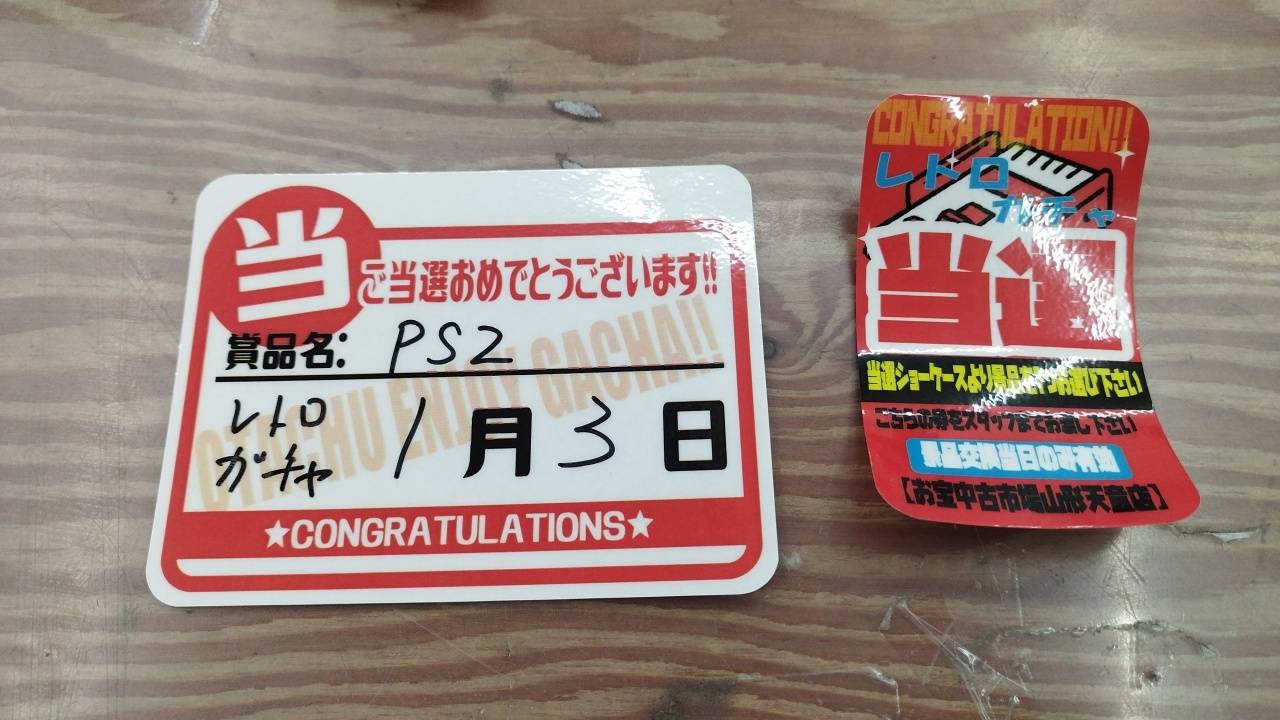 当
ご当選おめでとうございます!!
賞品名: PS2
レトロ
ガチャ
1月3日
OTACHU ENJOY GACHA!!
★CONGRATULATIONS★
CONGRATULATION!!
レトロ
ガチャ
当選
当選ショーケースより景品を1つお選び下さい
こちらの券をスタッフまでお渡し下さい
景品交換当日のみ有効
【お宝中古市場山形天童店】